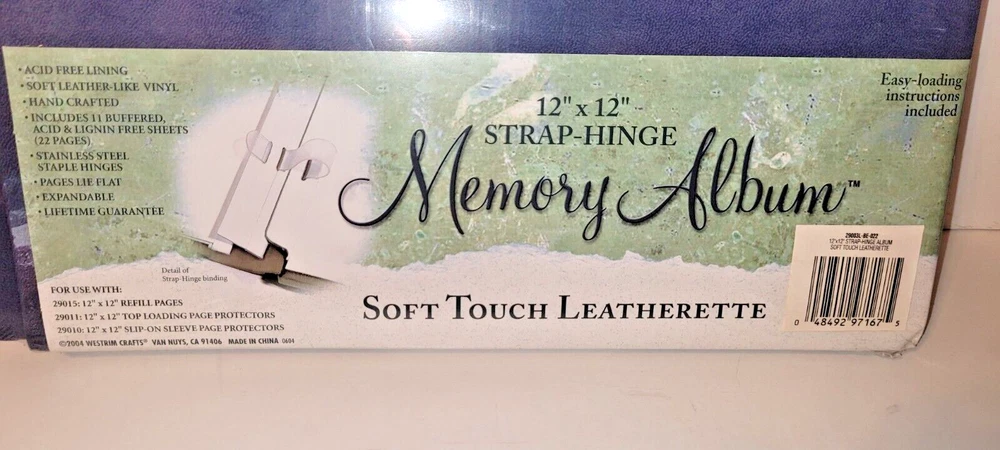 • ACID FREE LINING
• SOFT LEATHER-LIKE VINYL
• HAND CRAFTED
• INCLUDES 11 BUFFERED,
ACID & LIGNIN FREE SHEETS
(22 PAGES)
• STAINLESS STEEL
STAPLE HINGES
• PAGES LIE FLAT
• EXPANDABLE
• LIFETIME GUARANTEE
Detail of
Strap-Hinge binding
FOR USE WITH:
29015: 12" x 12" REFILL PAGES
29011: 12" x 12" TOP LOADING PAGE PROTECTORS
29010: 12" x 12" SLIP-ON SLEEVE PAGE PROTECTORS
©2004 WESTRIM CRAFTS® VAN NUYS, CA 91406 MADE IN CHINA 0604
12" x 12"
STRAP-HINGE
Memory Album™
SOFT TOUCH LEATHERETTE
Easy-loading
instructions
included
29003L-BE-022
12"x12" STRAP-HINGE ALBUM
SOFT TOUCH LEATHERETTE
0 48492 97167 5